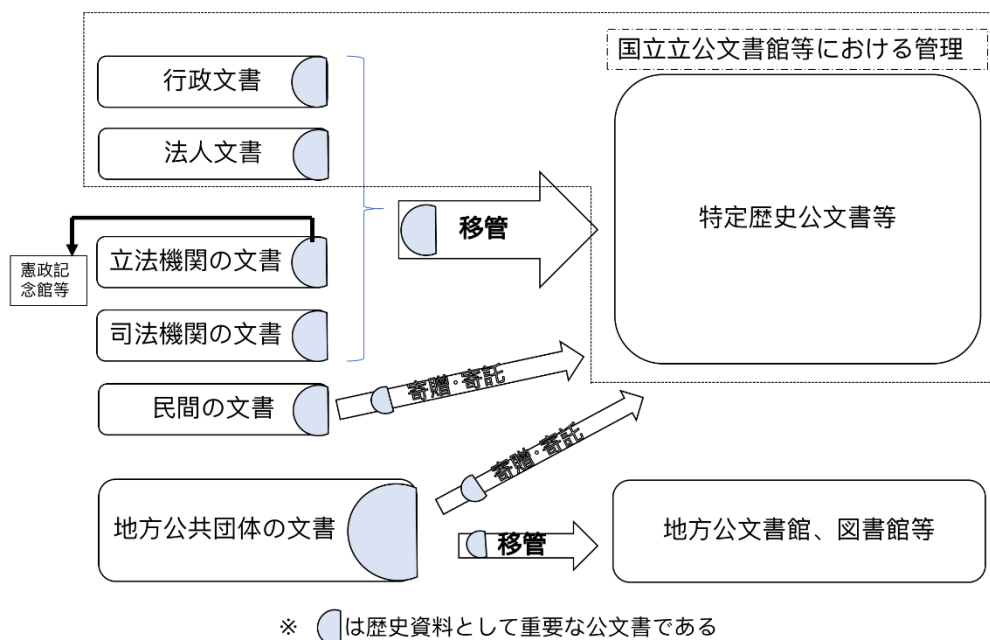 国立立公文書館等における管理
行政文書
法人文書
移管
特定歴史公文書等
憲政記
念館等
立法機関の文書
司法機関の文書
民間の文書
寄贈・寄託
寄贈・寄託
地方公共団体の文書
移管
地方公文書館、図書館等
※ は歴史資料として重要な公文書である